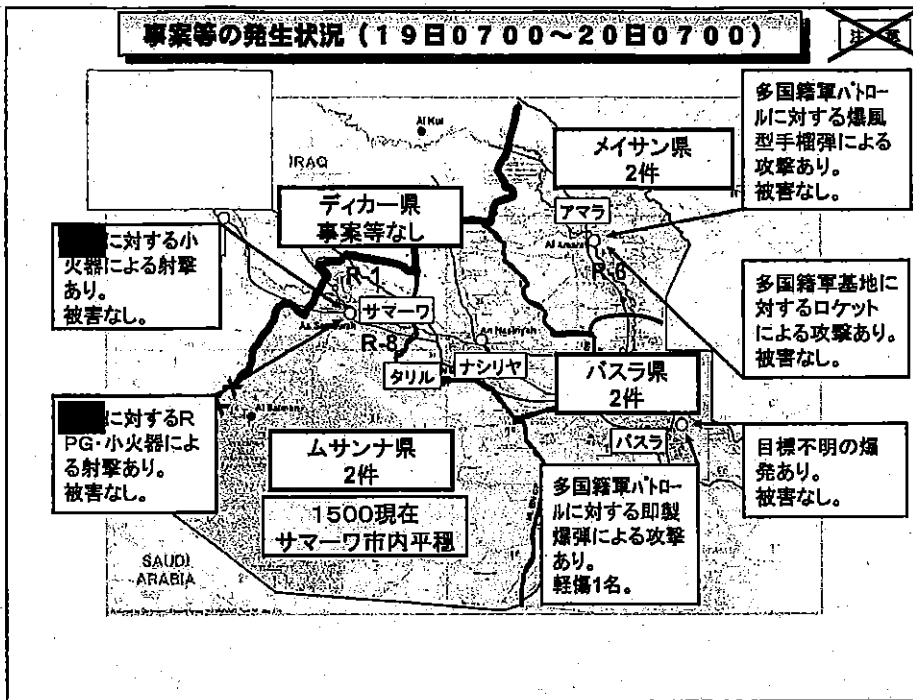 事案等の発生状況（１９日０７００～２０日０７００）
注意
多国籍軍パトロー
ルに対する爆風
型手榴弾による
攻撃あり。
被害なし。
Al Kut
IRAQ
メイサン県
2件
ディカー県
事案等なし
アマラ
Al Amara
R-6
に対する小
火器による射撃
あり。
被害なし。
R-1
サマーワ
As Samawah
R-8
An Nasiriyah
多国籍軍基地に
対するロケット
による攻撃あり。
被害なし。
タリル
ナシリヤ
バスラ県
2件
に対するR
PG・小火器によ
る射撃あり。
被害なし。
Al Salman
ムサンナ県
2件
バスラ
目標不明の爆
発あり。
被害なし。
1500現在
サマーワ市内平穏
多国籍軍パトロー
ルに対する即製
爆弾による攻撃
あり。
軽傷1名。
SAUDI
ARABIA